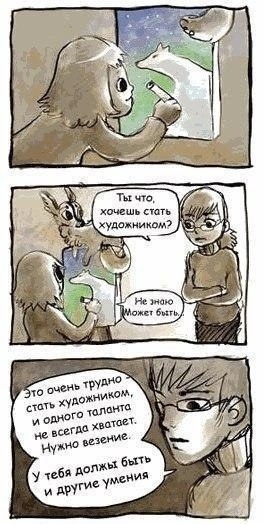 Ты что,
хочешь стать
художником?
Не знаю
Может быть.
Это очень трудно -
стать художником,
и одного таланта
не всегда хватает.
Нужно везение.
У тебя должы быть
и другие умения